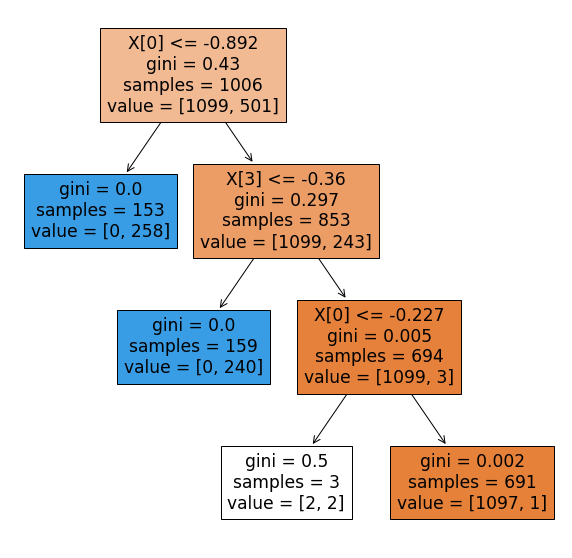 X[0] <= -0.892
gini = 0.43
samples = 1006
value = [1099, 501]
gini = 0.0
samples = 153
value = [0, 258]
X[3] <= -0.36
gini = 0.297
samples = 853
value = [1099, 243]
gini = 0.0
samples = 159
value = [0, 240]
X[0] <= -0.227
gini = 0.005
samples = 694
value = [1099, 3]
gini = 0.5
samples = 3
value = [2, 2]
gini = 0.002
samples = 691
value = [1097, 1]